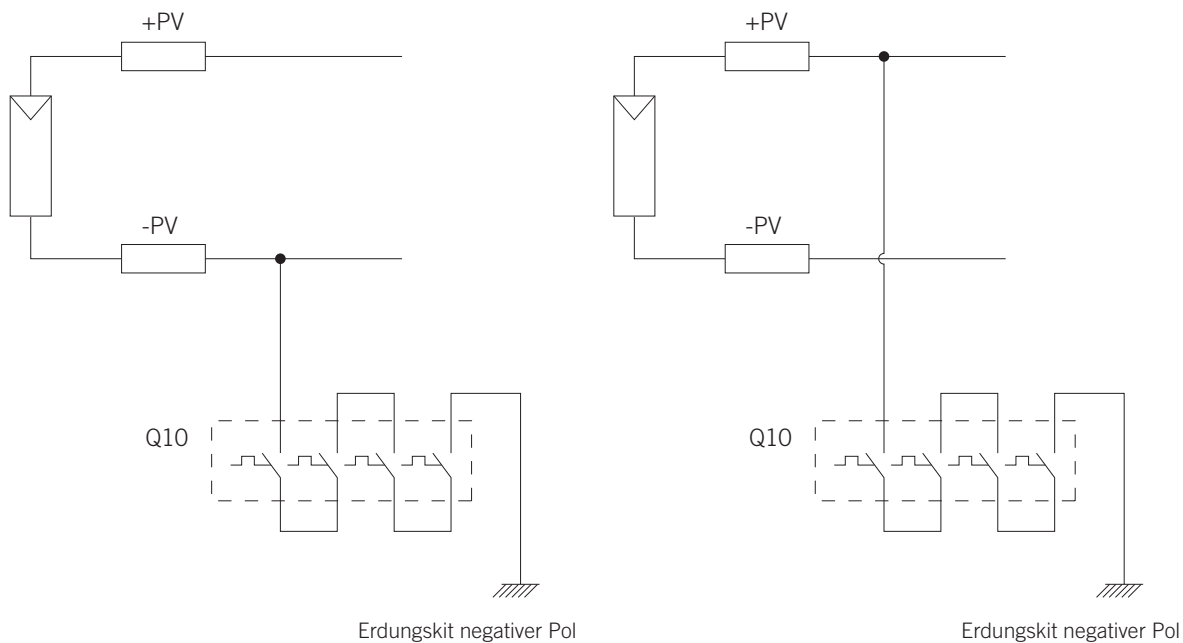 +PV
-PV
Q10
Erdungskit negativer Pol
+PV
-PV
Q10
Erdungskit negativer Pol